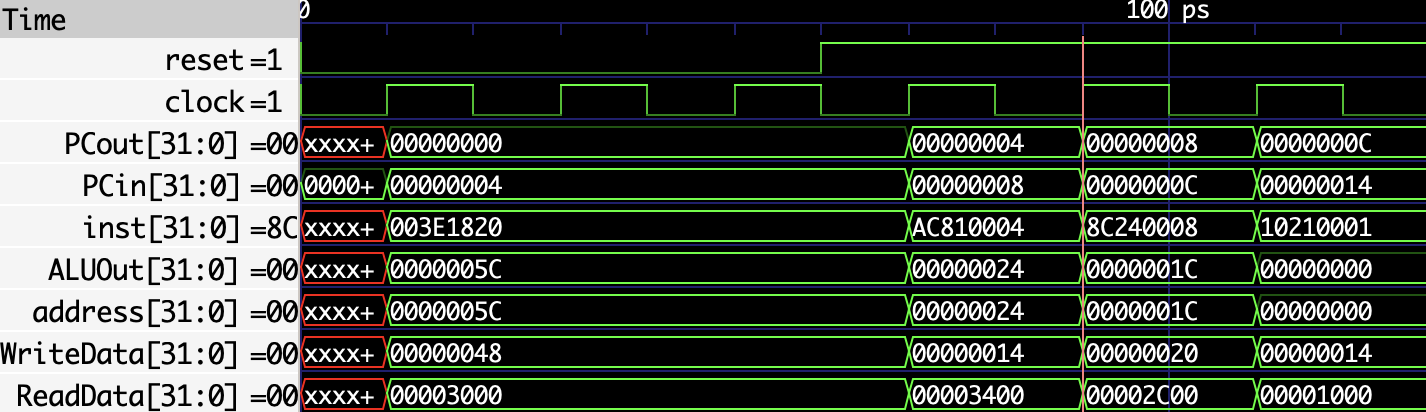 Time 0 100 ps
reset =1
clock =1
PCout[31:0] =00 xxxx+ 00000000 00000004 00000008 0000000C
PCin[31:0] =00 0000+ 00000004 00000008 0000000C 00000014
inst[31:0] =8C xxxx+ 003E1820 AC810004 8C240008 10210001
ALUOut[31:0] =00 xxxx+ 0000005C 00000024 0000001C 00000000
address[31:0] =00 xxxx+ 0000005C 00000024 0000001C 00000000
WriteData[31:0] =00 xxxx+ 00000048 00000014 00000020 00000014
ReadData[31:0] =00 xxxx+ 00003000 00003400 00002C00 00001000